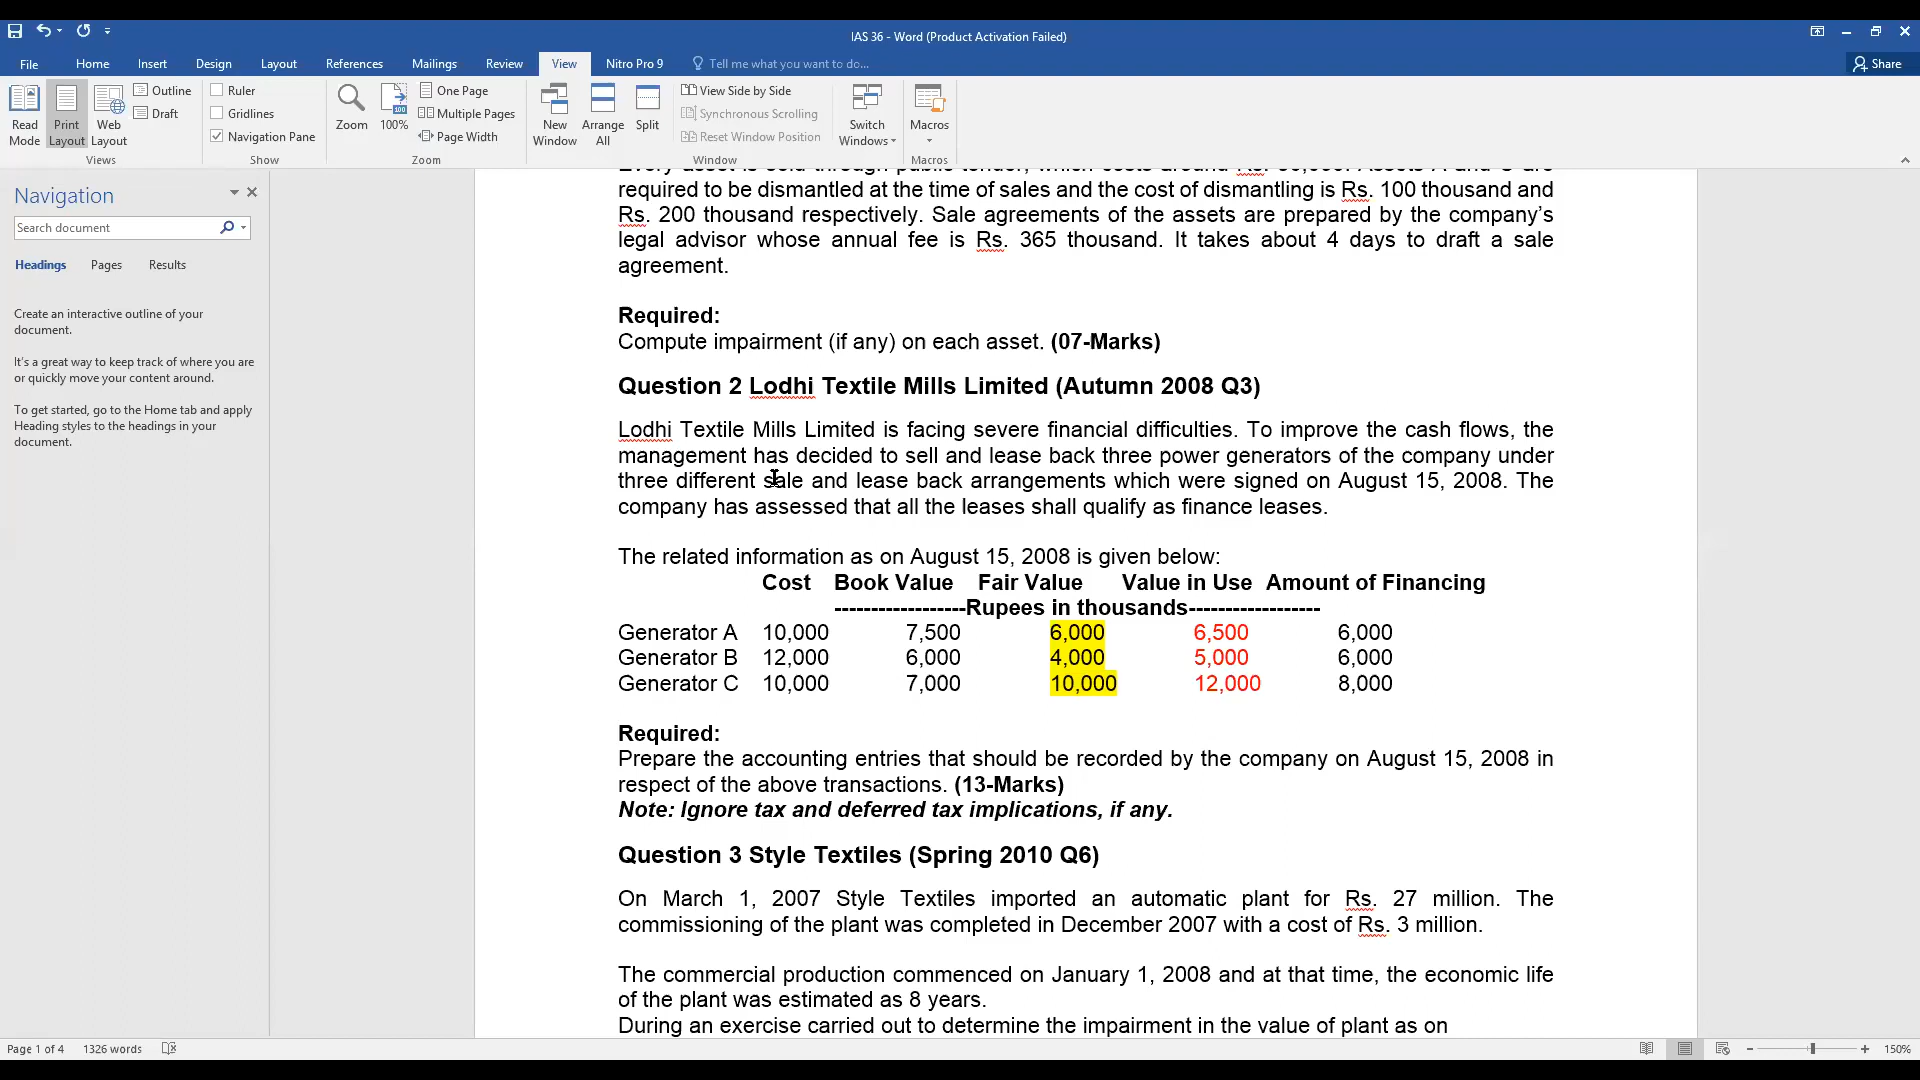 IAS 36 - Word (Product Activation Failed)
File Home Insert Design Layout References Mailings Review View Nitro Pro 9 Tell me what you want to do... Share
Read Mode
Print Layout
Web Layout
Outline
Draft
Views
Ruler
Gridlines
Navigation Pane
Show
Zoom
100%
One Page
Multiple Pages
Page Width
Zoom
New Window
Arrange All
Split
View Side by Side
Synchronous Scrolling
Reset Window Position
Window
Switch Windows
Macros
Macros
Navigation
Search document
Headings Pages Results
Create an interactive outline of your
document.
It's a great way to keep track of where you are
or quickly move your content around.
To get started, go to the Home tab and apply
Heading styles to the headings in your
document.
required to be dismantled at the time of sales and the cost of dismantling is Rs. 100 thousand and
Rs. 200 thousand respectively. Sale agreements of the assets are prepared by the company's
legal advisor whose annual fee is Rs. 365 thousand. It takes about 4 days to draft a sale
agreement.
Required:
Compute impairment (if any) on each asset. (07-Marks)
Question 2 Lodhi Textile Mills Limited (Autumn 2008 Q3)
Lodhi Textile Mills Limited is facing severe financial difficulties. To improve the cash flows, the
management has decided to sell and lease back three power generators of the company under
three different sale and lease back arrangements which were signed on August 15, 2008. The
company has assessed that all the leases shall qualify as finance leases.
The related information as on August 15, 2008 is given below:
Cost Book Value Fair Value Value in Use Amount of Financing
------------------Rupees in thousands------------------
Generator A 10,000 7,500 6,000 6,500 6,000
Generator B 12,000 6,000 4,000 5,000 6,000
Generator C 10,000 7,000 10,000 12,000 8,000
Required:
Prepare the accounting entries that should be recorded by the company on August 15, 2008 in
respect of the above transactions. (13-Marks)
Note: Ignore tax and deferred tax implications, if any.
Question 3 Style Textiles (Spring 2010 Q6)
On March 1, 2007 Style Textiles imported an automatic plant for Rs. 27 million. The
commissioning of the plant was completed in December 2007 with a cost of Rs. 3 million.
The commercial production commenced on January 1, 2008 and at that time, the economic life
of the plant was estimated as 8 years.
During an exercise carried out to determine the impairment in the value of plant as on
Page 1 of 4 1326 words 150%